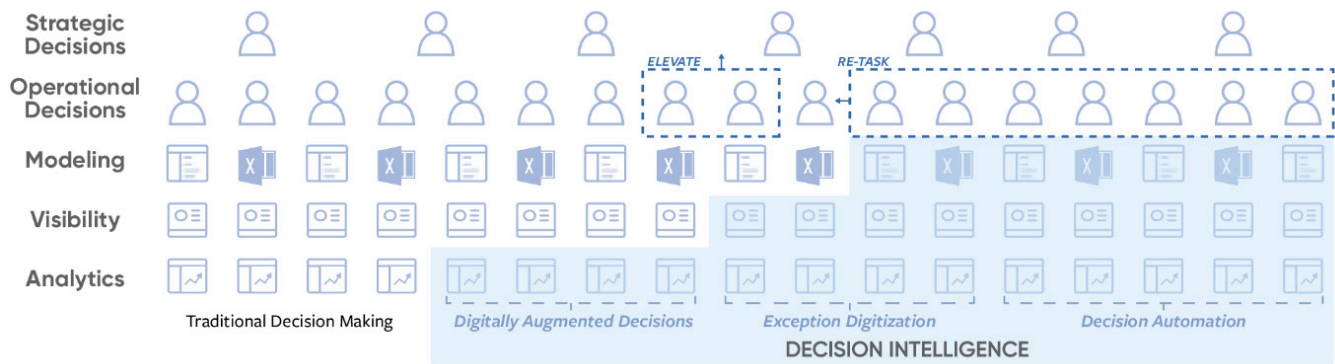 Strategic
Decisions
ELEVATE
RE-TASK
Operational
Decisions
Modeling
X X X X X X X
Visibility
Analytics
Traditional Decision Making
Digitally Augmented Decisions
Exception Digitization
Decision Automation
DECISION INTELLIGENCE